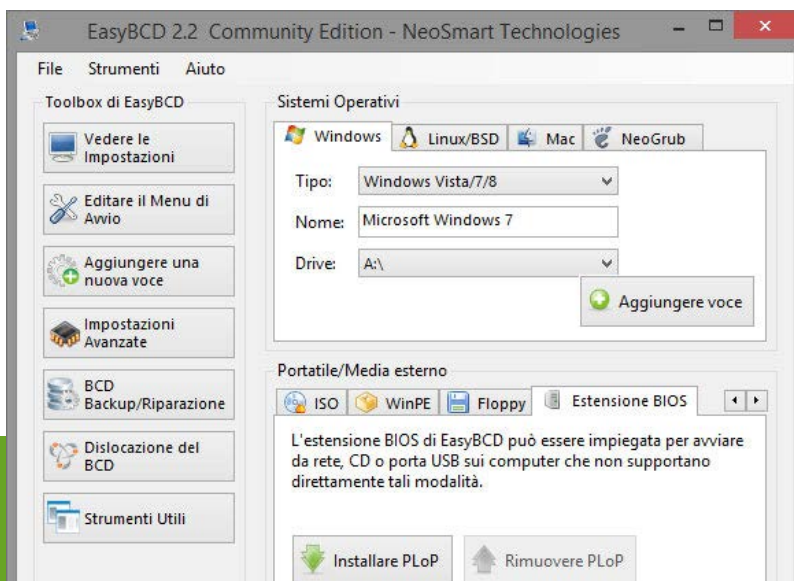 EasyBCD 2.2 Community Edition - NeoSmart Technologies
File Strumenti Aiuto
Toolbox di EasyBCD
Vedere le
Impostazioni
Editare il Menu di
Avvio
Aggiungere una
nuova voce
Impostazioni
Avanzate
BCD
Backup/Riparazione
Dislocazione del
BCD
Strumenti Utili
Sistemi Operativi
Windows Linux/BSD Mac NeoGrub
Tipo: Windows Vista/7/8
Nome: Microsoft Windows 7
Drive: A:\
Aggiungere voce
Portatile/Media esterno
ISO WinPE Floppy Estensione BIOS
L'estensione BIOS di EasyBCD può essere impiegata per avviare
da rete, CD o porta USB sui computer che non supportano
direttamente tali modalità.
Installare PLoP Rimuovere PLoP